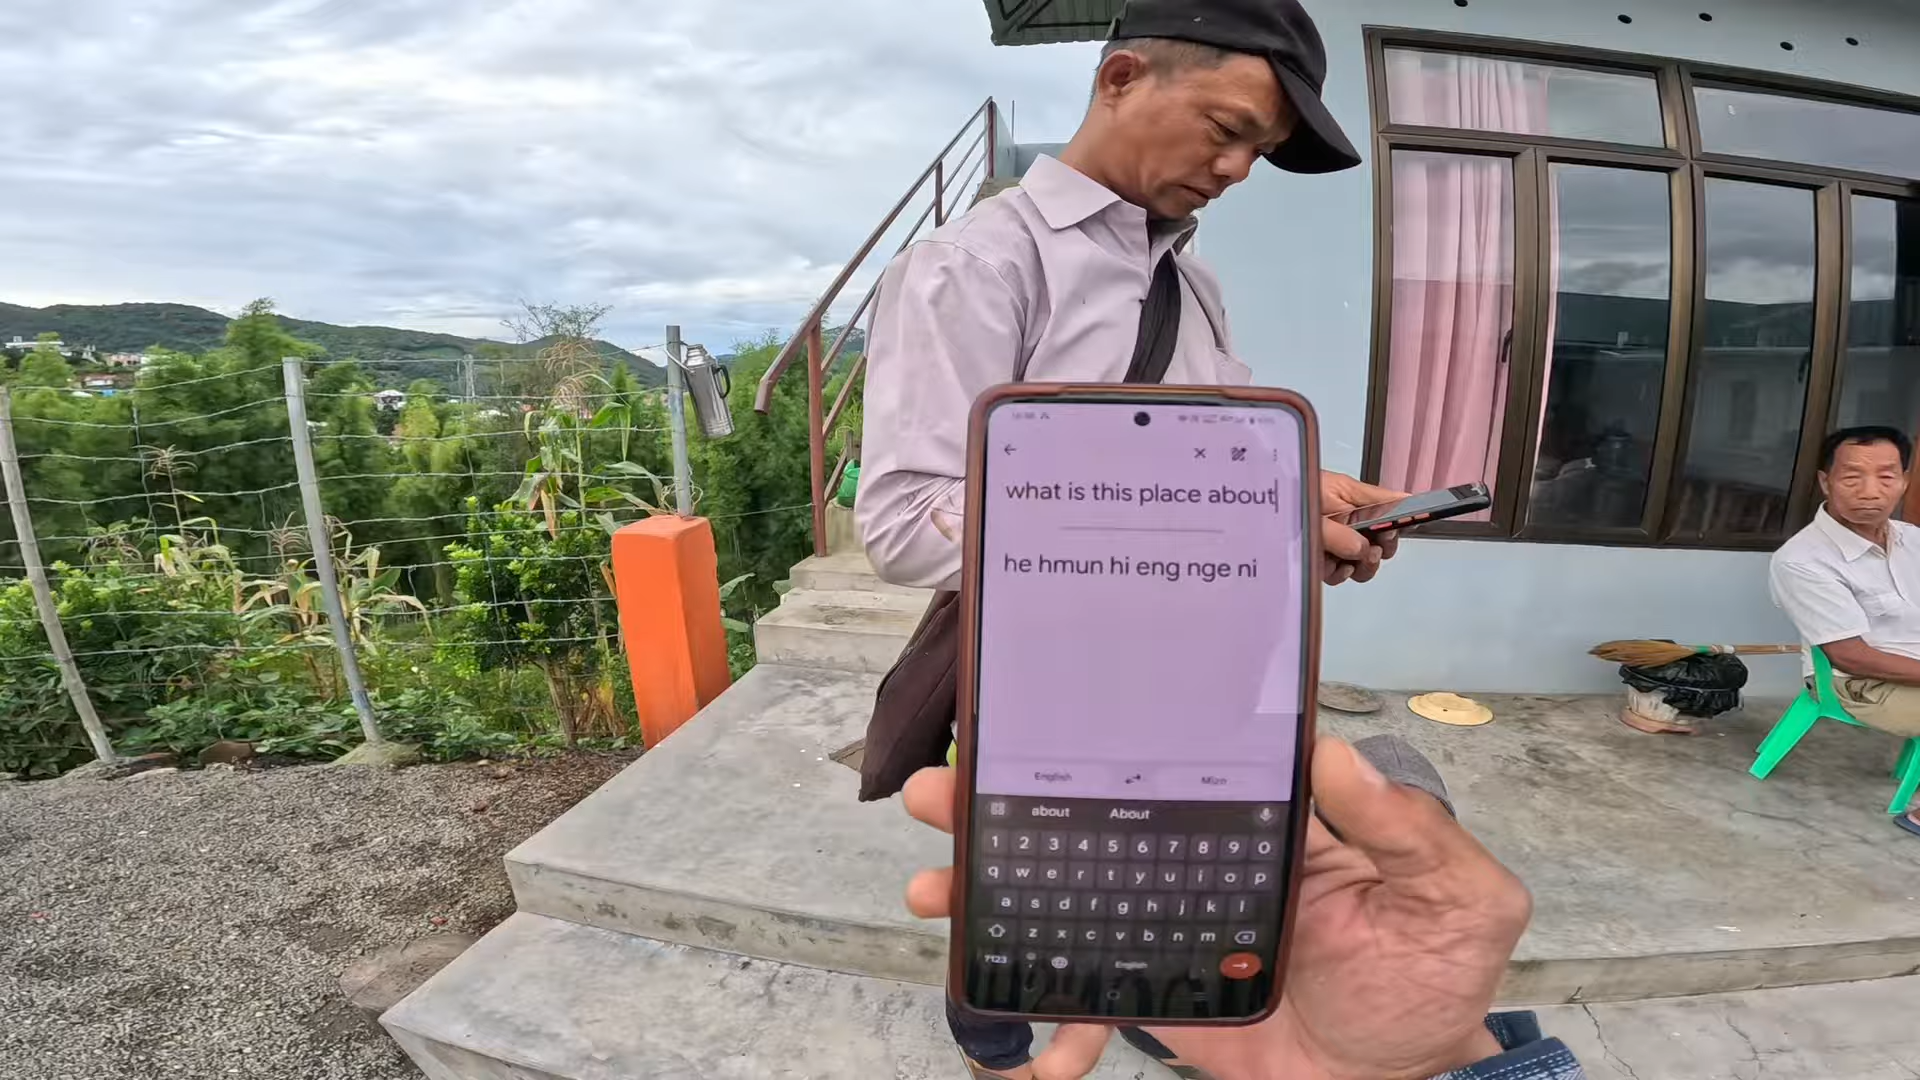 what is this place about
he hmun hi eng nge ni
English Mizo
about About
1 2 3 4 5 6 7 8 9 0
q w e r t y u i o p
a s d f g h j k l
z x c v b n m
?123 English